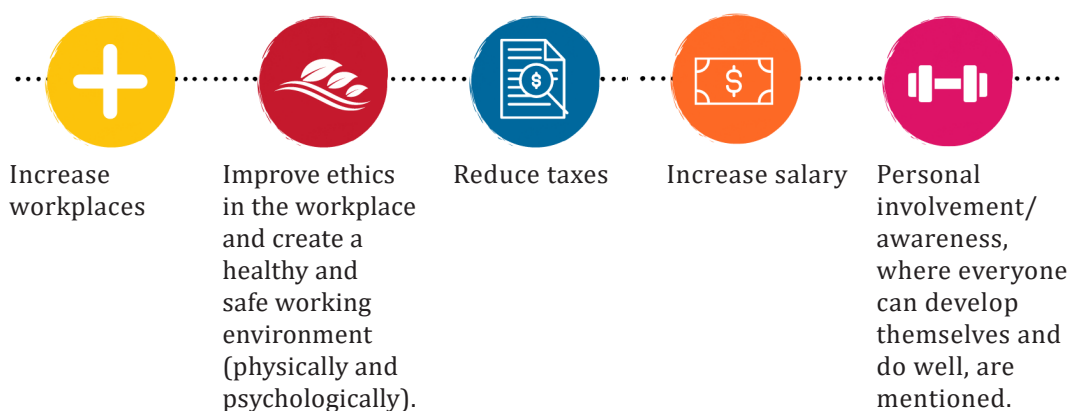 Increase
workplaces
Improve ethics
in the workplace
and create a
healthy and
safe working
environment
(physically and
psychologically).
Reduce taxes
Increase salary
Personal
involvement/
awareness,
where everyone
can develop
themselves and
do well, are
mentioned.